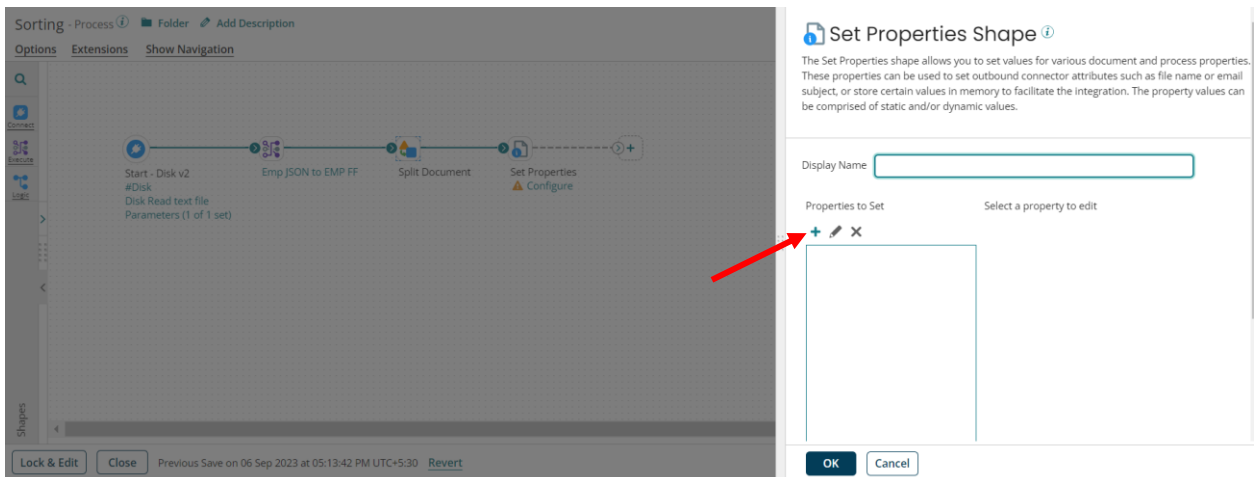 Sorting - Process Folder Add Description
Options Extensions Show Navigation
Connect
Execute
Logic
Shapes
Start - Disk v2
#Disk
Disk Read text file
Parameters (1 of 1 set)
Emp JSON to EMP FF
Split Document
Set Properties
Configure
Lock & Edit Close Previous Save on 06 Sep 2023 at 05:13:42 PM UTC+5:30 Revert
Set Properties Shape
The Set Properties shape allows you to set values for various document and process properties.
These properties can be used to set outbound connector attributes such as file name or email
subject, or store certain values in memory to facilitate the integration. The property values can
be comprised of static and/or dynamic values.
Display Name
Properties to Set Select a property to edit
OK Cancel